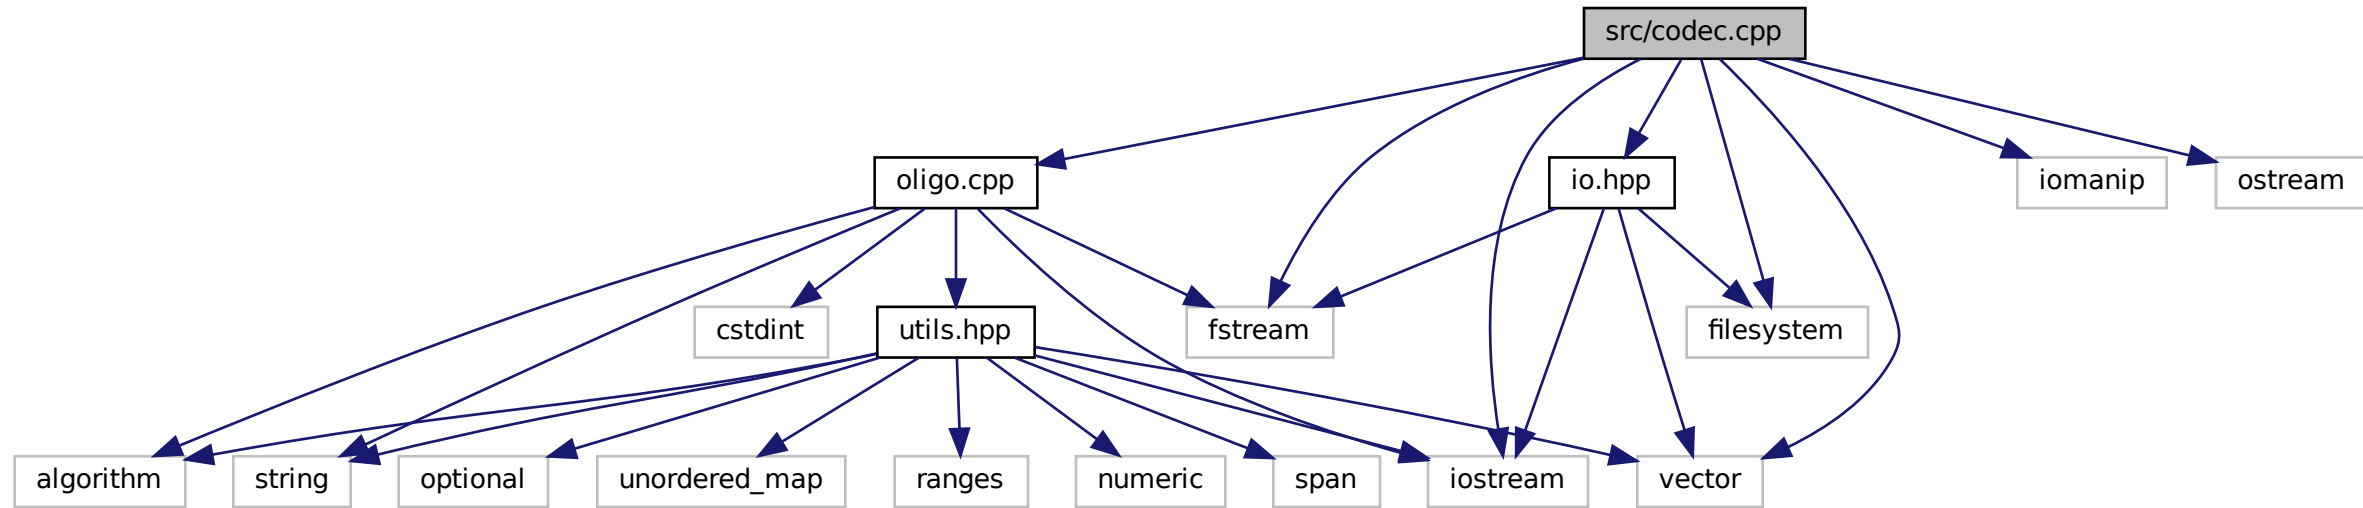 src/codec.cpp
oligo.cpp
io.hpp
iomanip
ostream
cstdint
utils.hpp
fstream
filesystem
algorithm
string
optional
unordered_map
ranges
numeric
span
iostream
vector